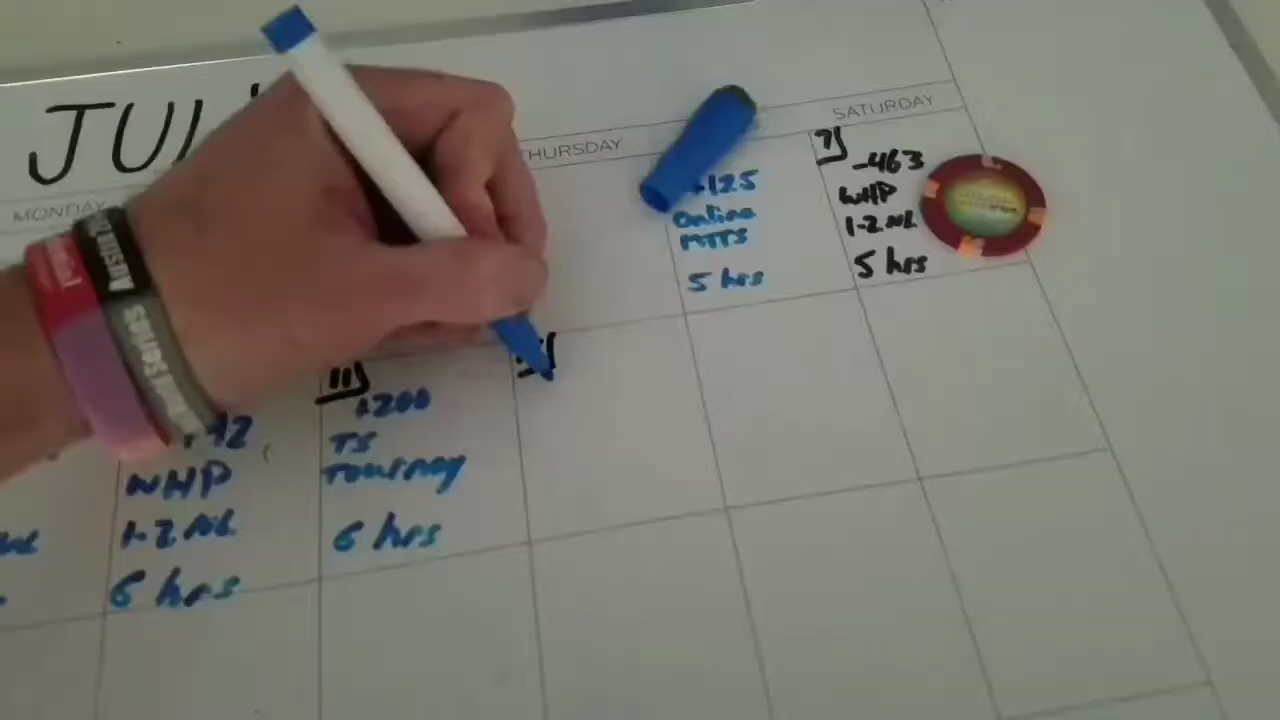 JUL
MONDAY
THURSDAY
SATURDAY
+125
Online
MTTS
5 hrs
7
-463
WHP
1-2 NL
5 hrs
WHP
1-2 NL
6 hrs
11
+200
TS
Tourney
6 hrs